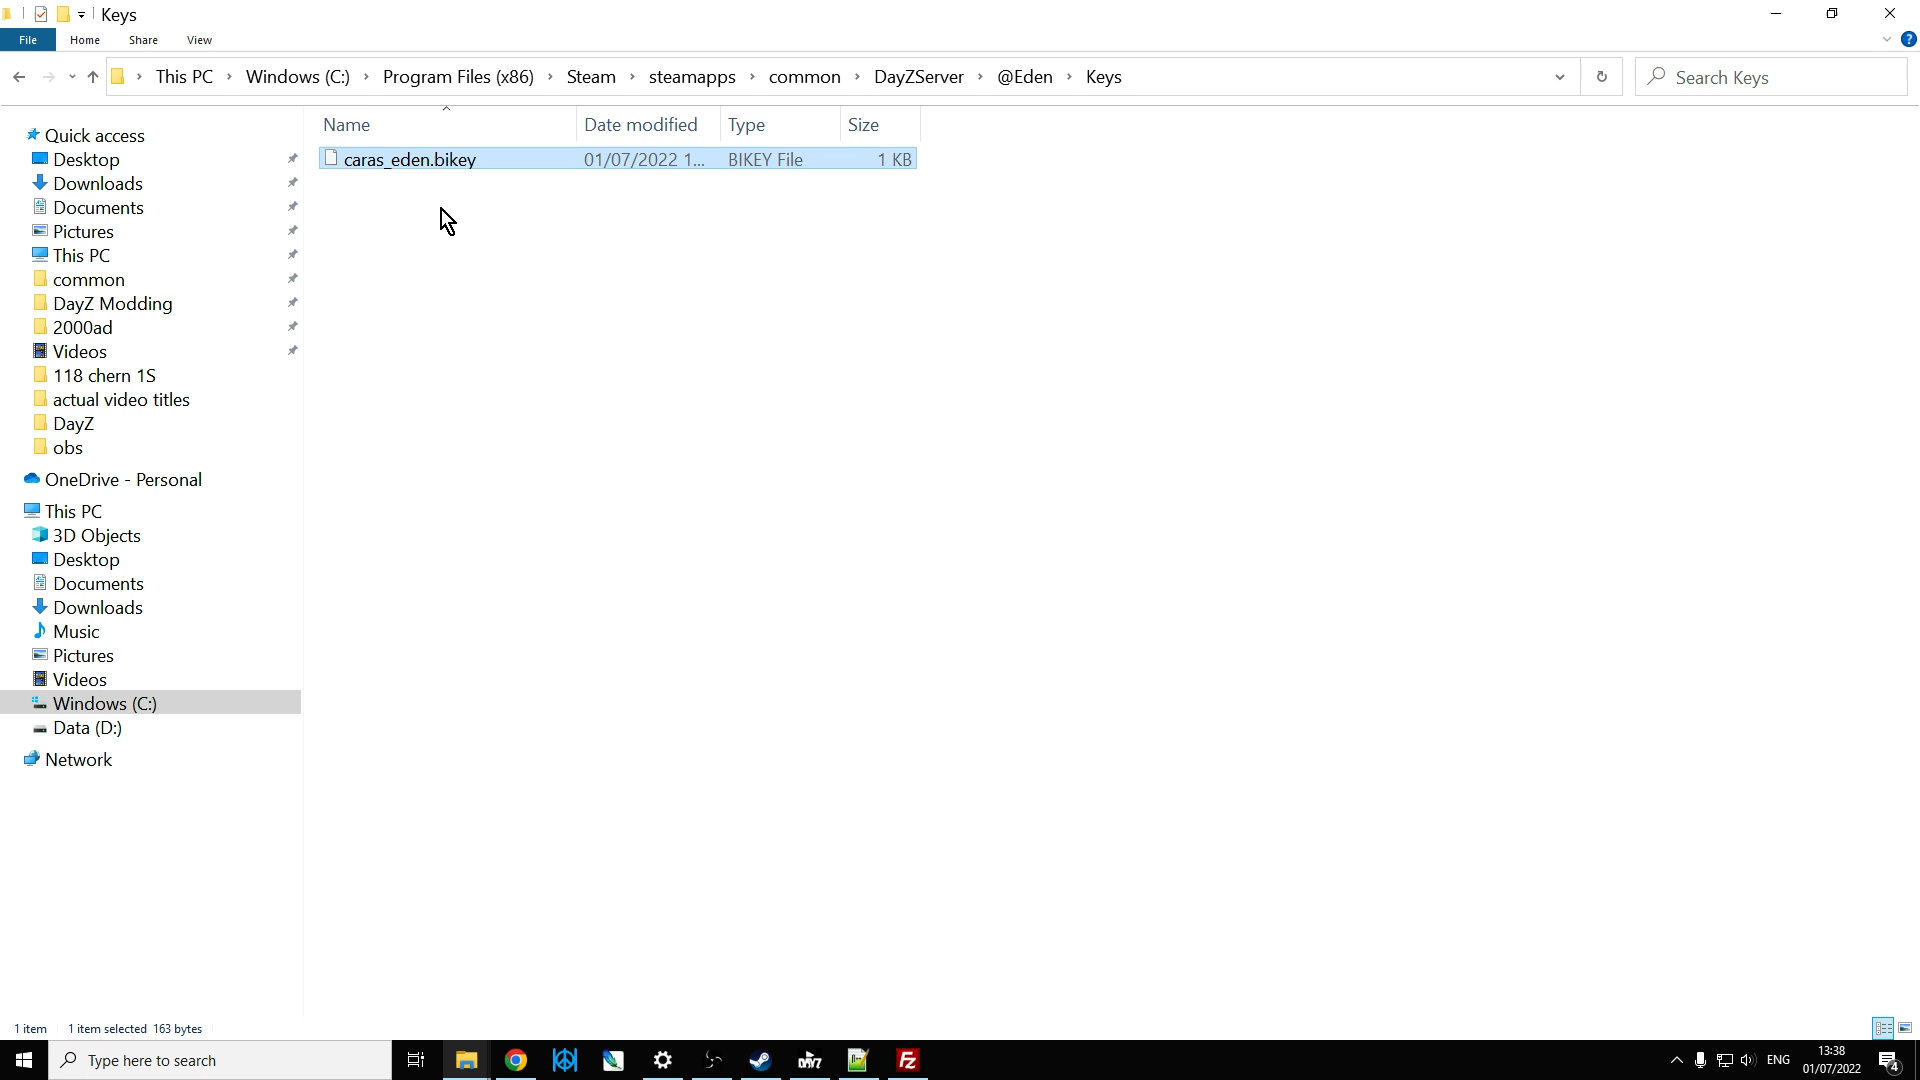 Keys
File Home Share View
This PC Windows (C:) Program Files (x86) Steam steamapps common DayZServer @Eden Keys
Search Keys
Name Date modified Type Size
caras_eden.bikey 01/07/2022 1... BIKEY File 1 KB
Quick access
Desktop
Downloads
Documents
Pictures
This PC
common
DayZ Modding
2000ad
Videos
118 chern 1S
actual video titles
DayZ
obs
OneDrive - Personal
This PC
3D Objects
Desktop
Documents
Downloads
Music
Pictures
Videos
Windows (C:)
Data (D:)
Network
1 item 1 item selected 163 bytes
Type here to search
ENG
13:38
01/07/2022
4